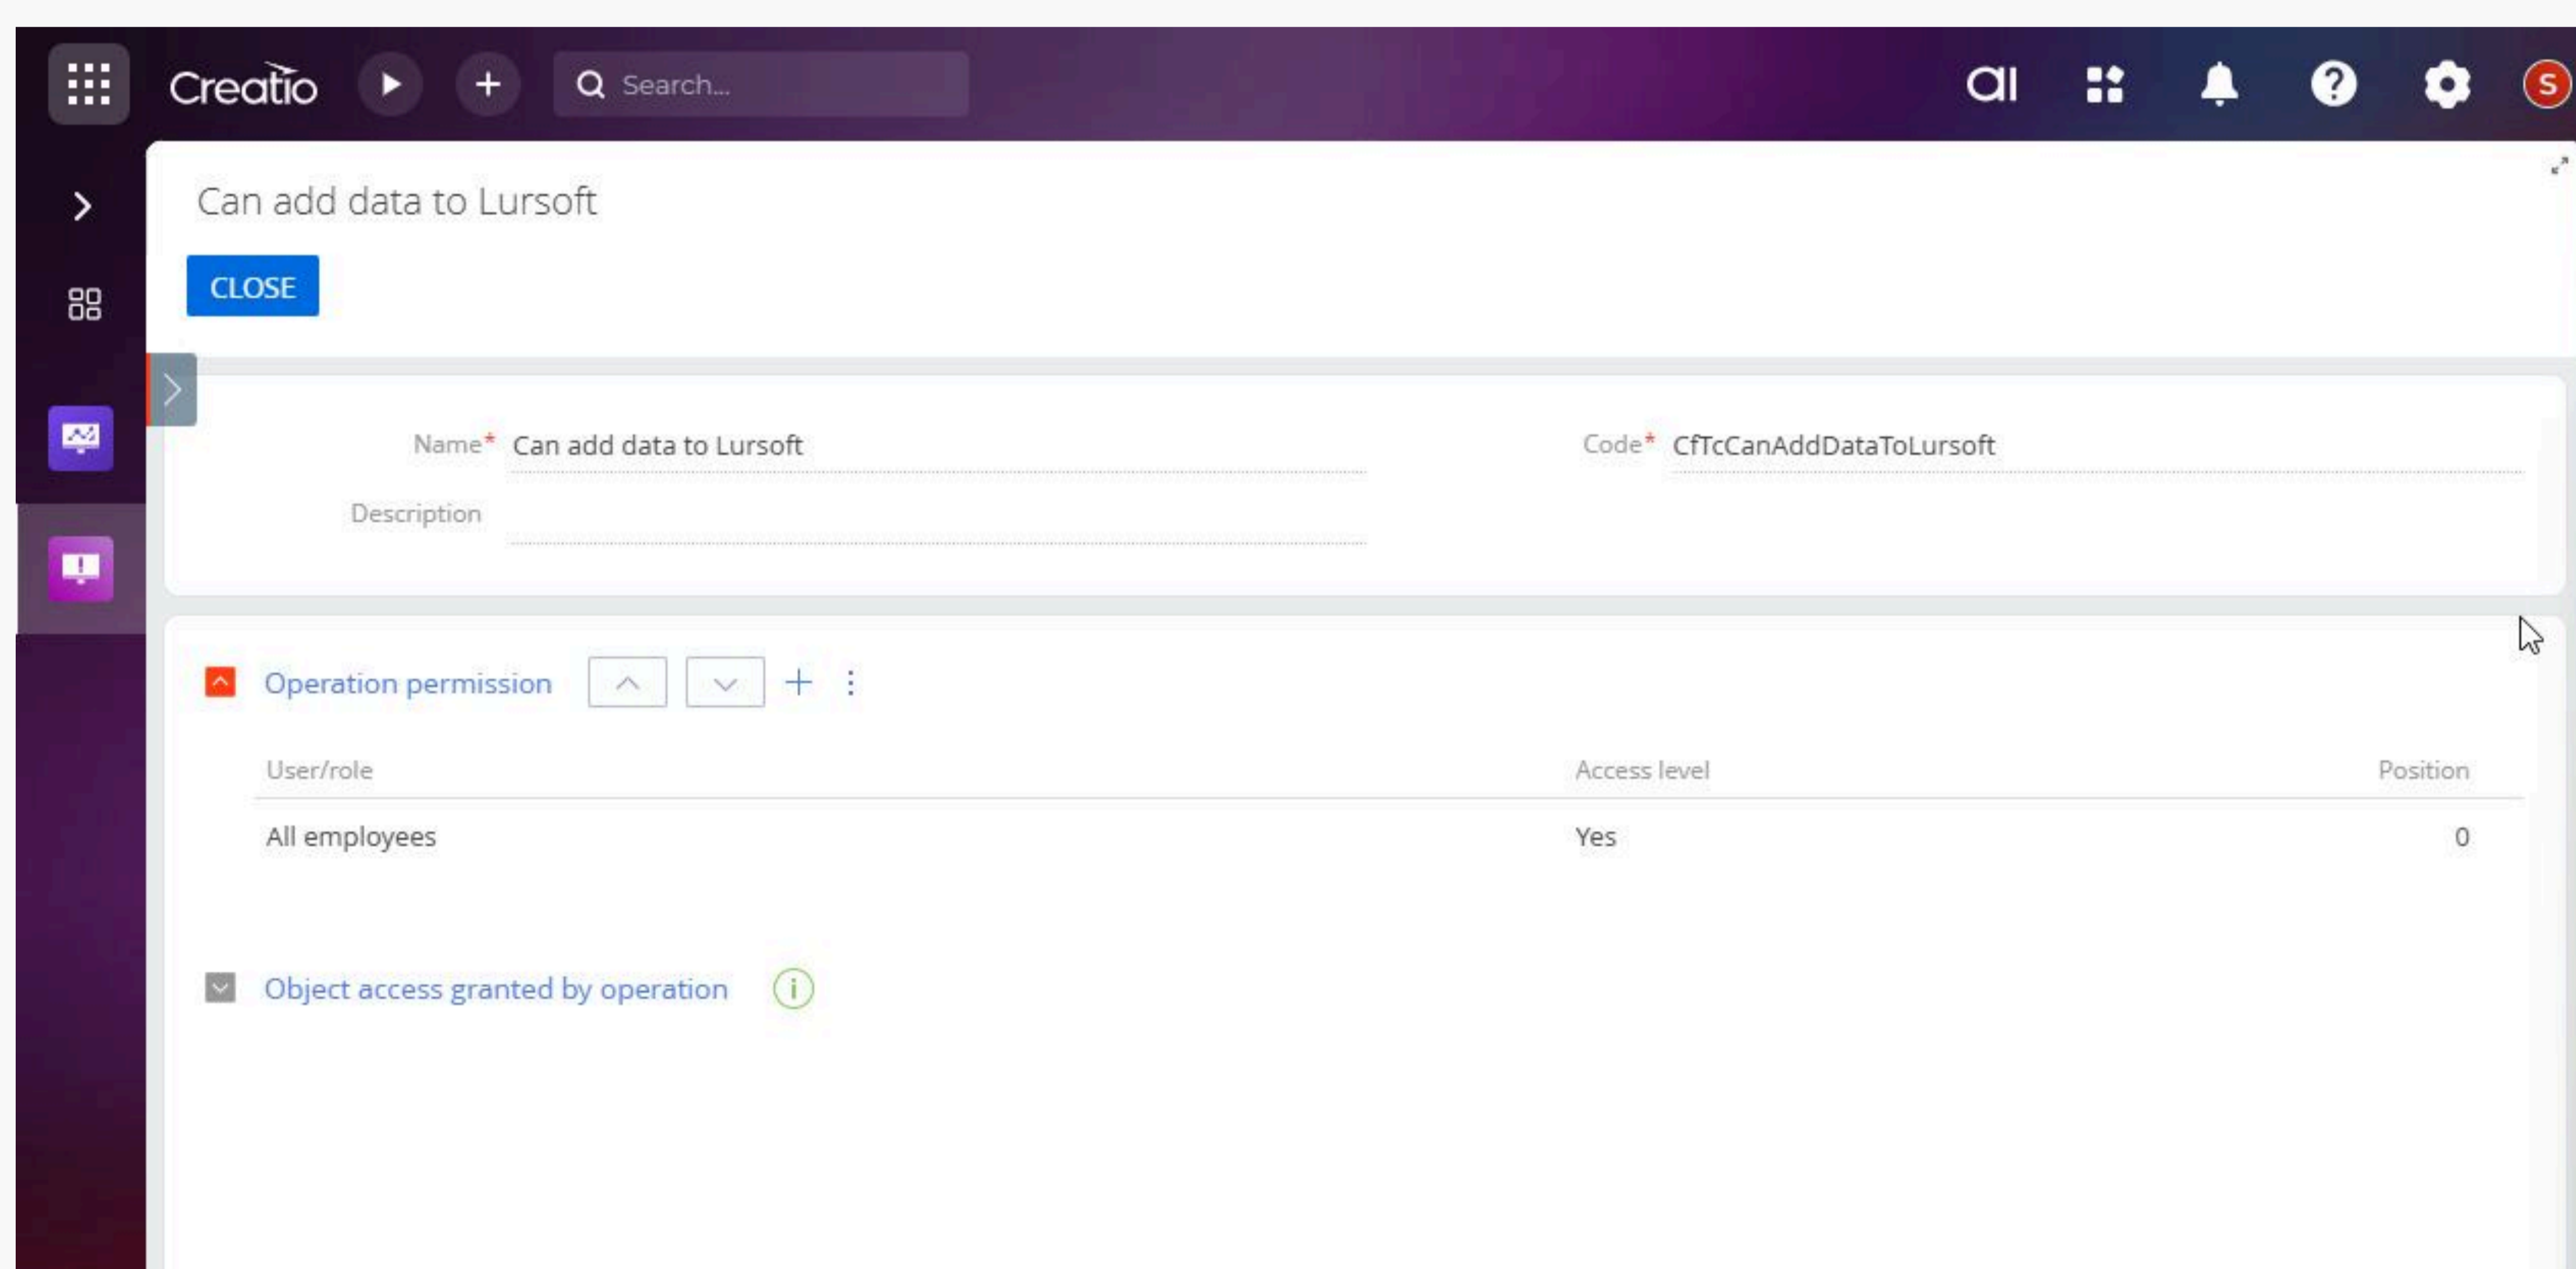 Creatio
Search...
ai
S
Can add data to Lursoft
CLOSE
Name* Can add data to Lursoft
Code* CfTcCanAddDataToLursoft
Description
Operation permission
User/role Access level Position
All employees Yes 0
Object access granted by operation